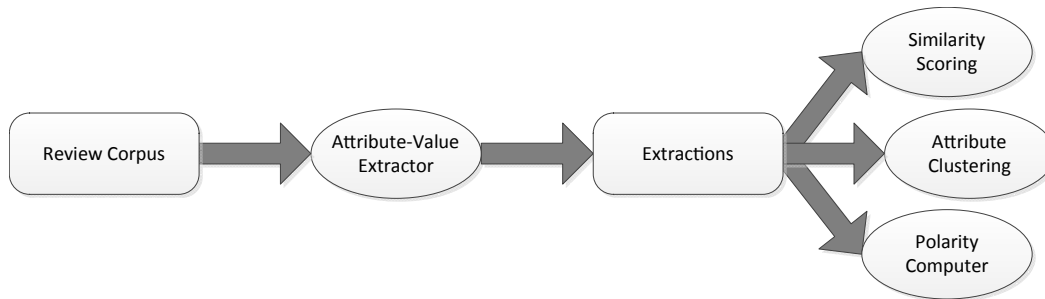 Review Corpus
Attribute-Value
Extractor
Extractions
Similarity
Scoring
Attribute
Clustering
Polarity
Computer